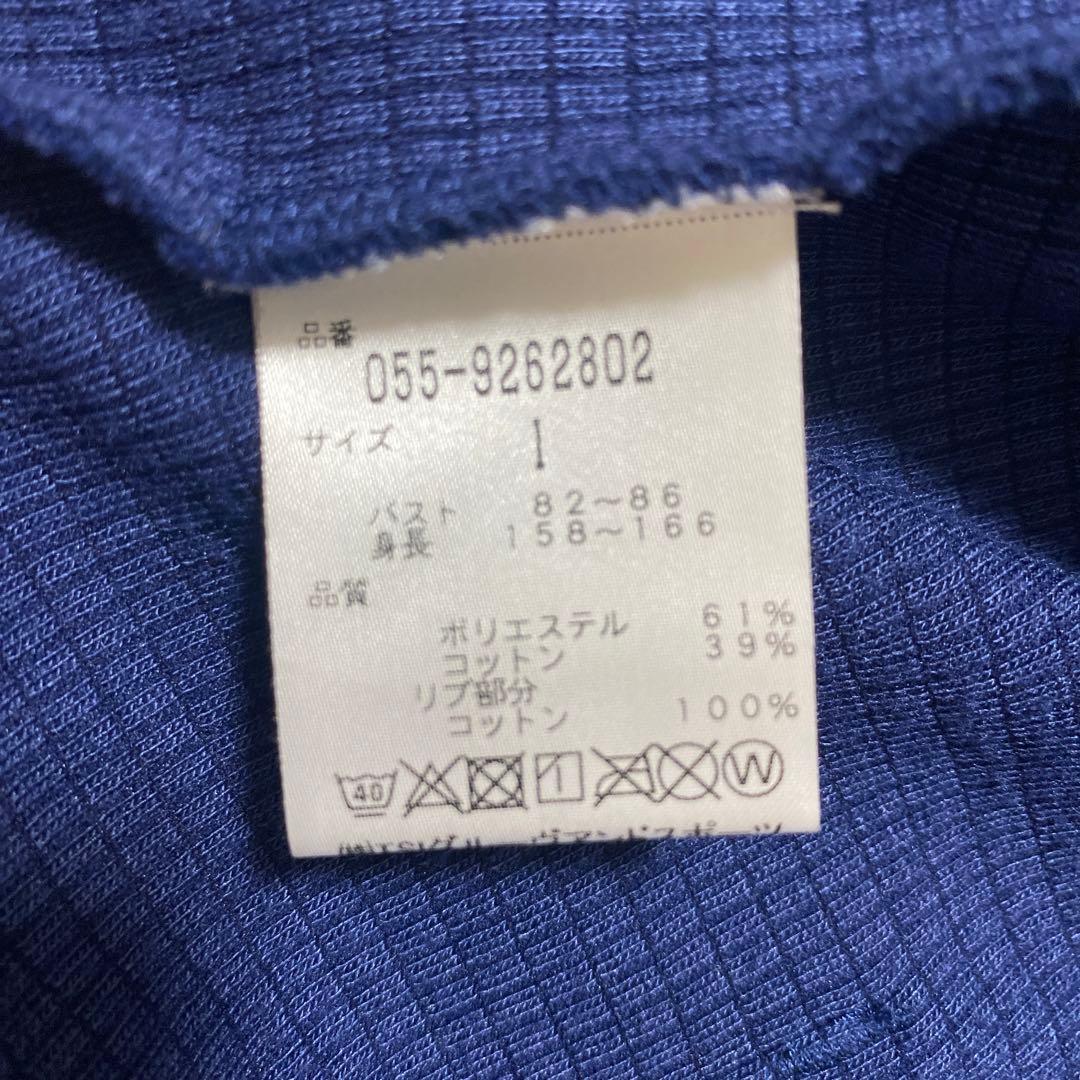 品番
055-9262802
サイズ 1
バスト 82〜86
身長 158〜166
品質
ポリエステル 61%
コットン 39%
リブ部分
コットン 100%
40 W